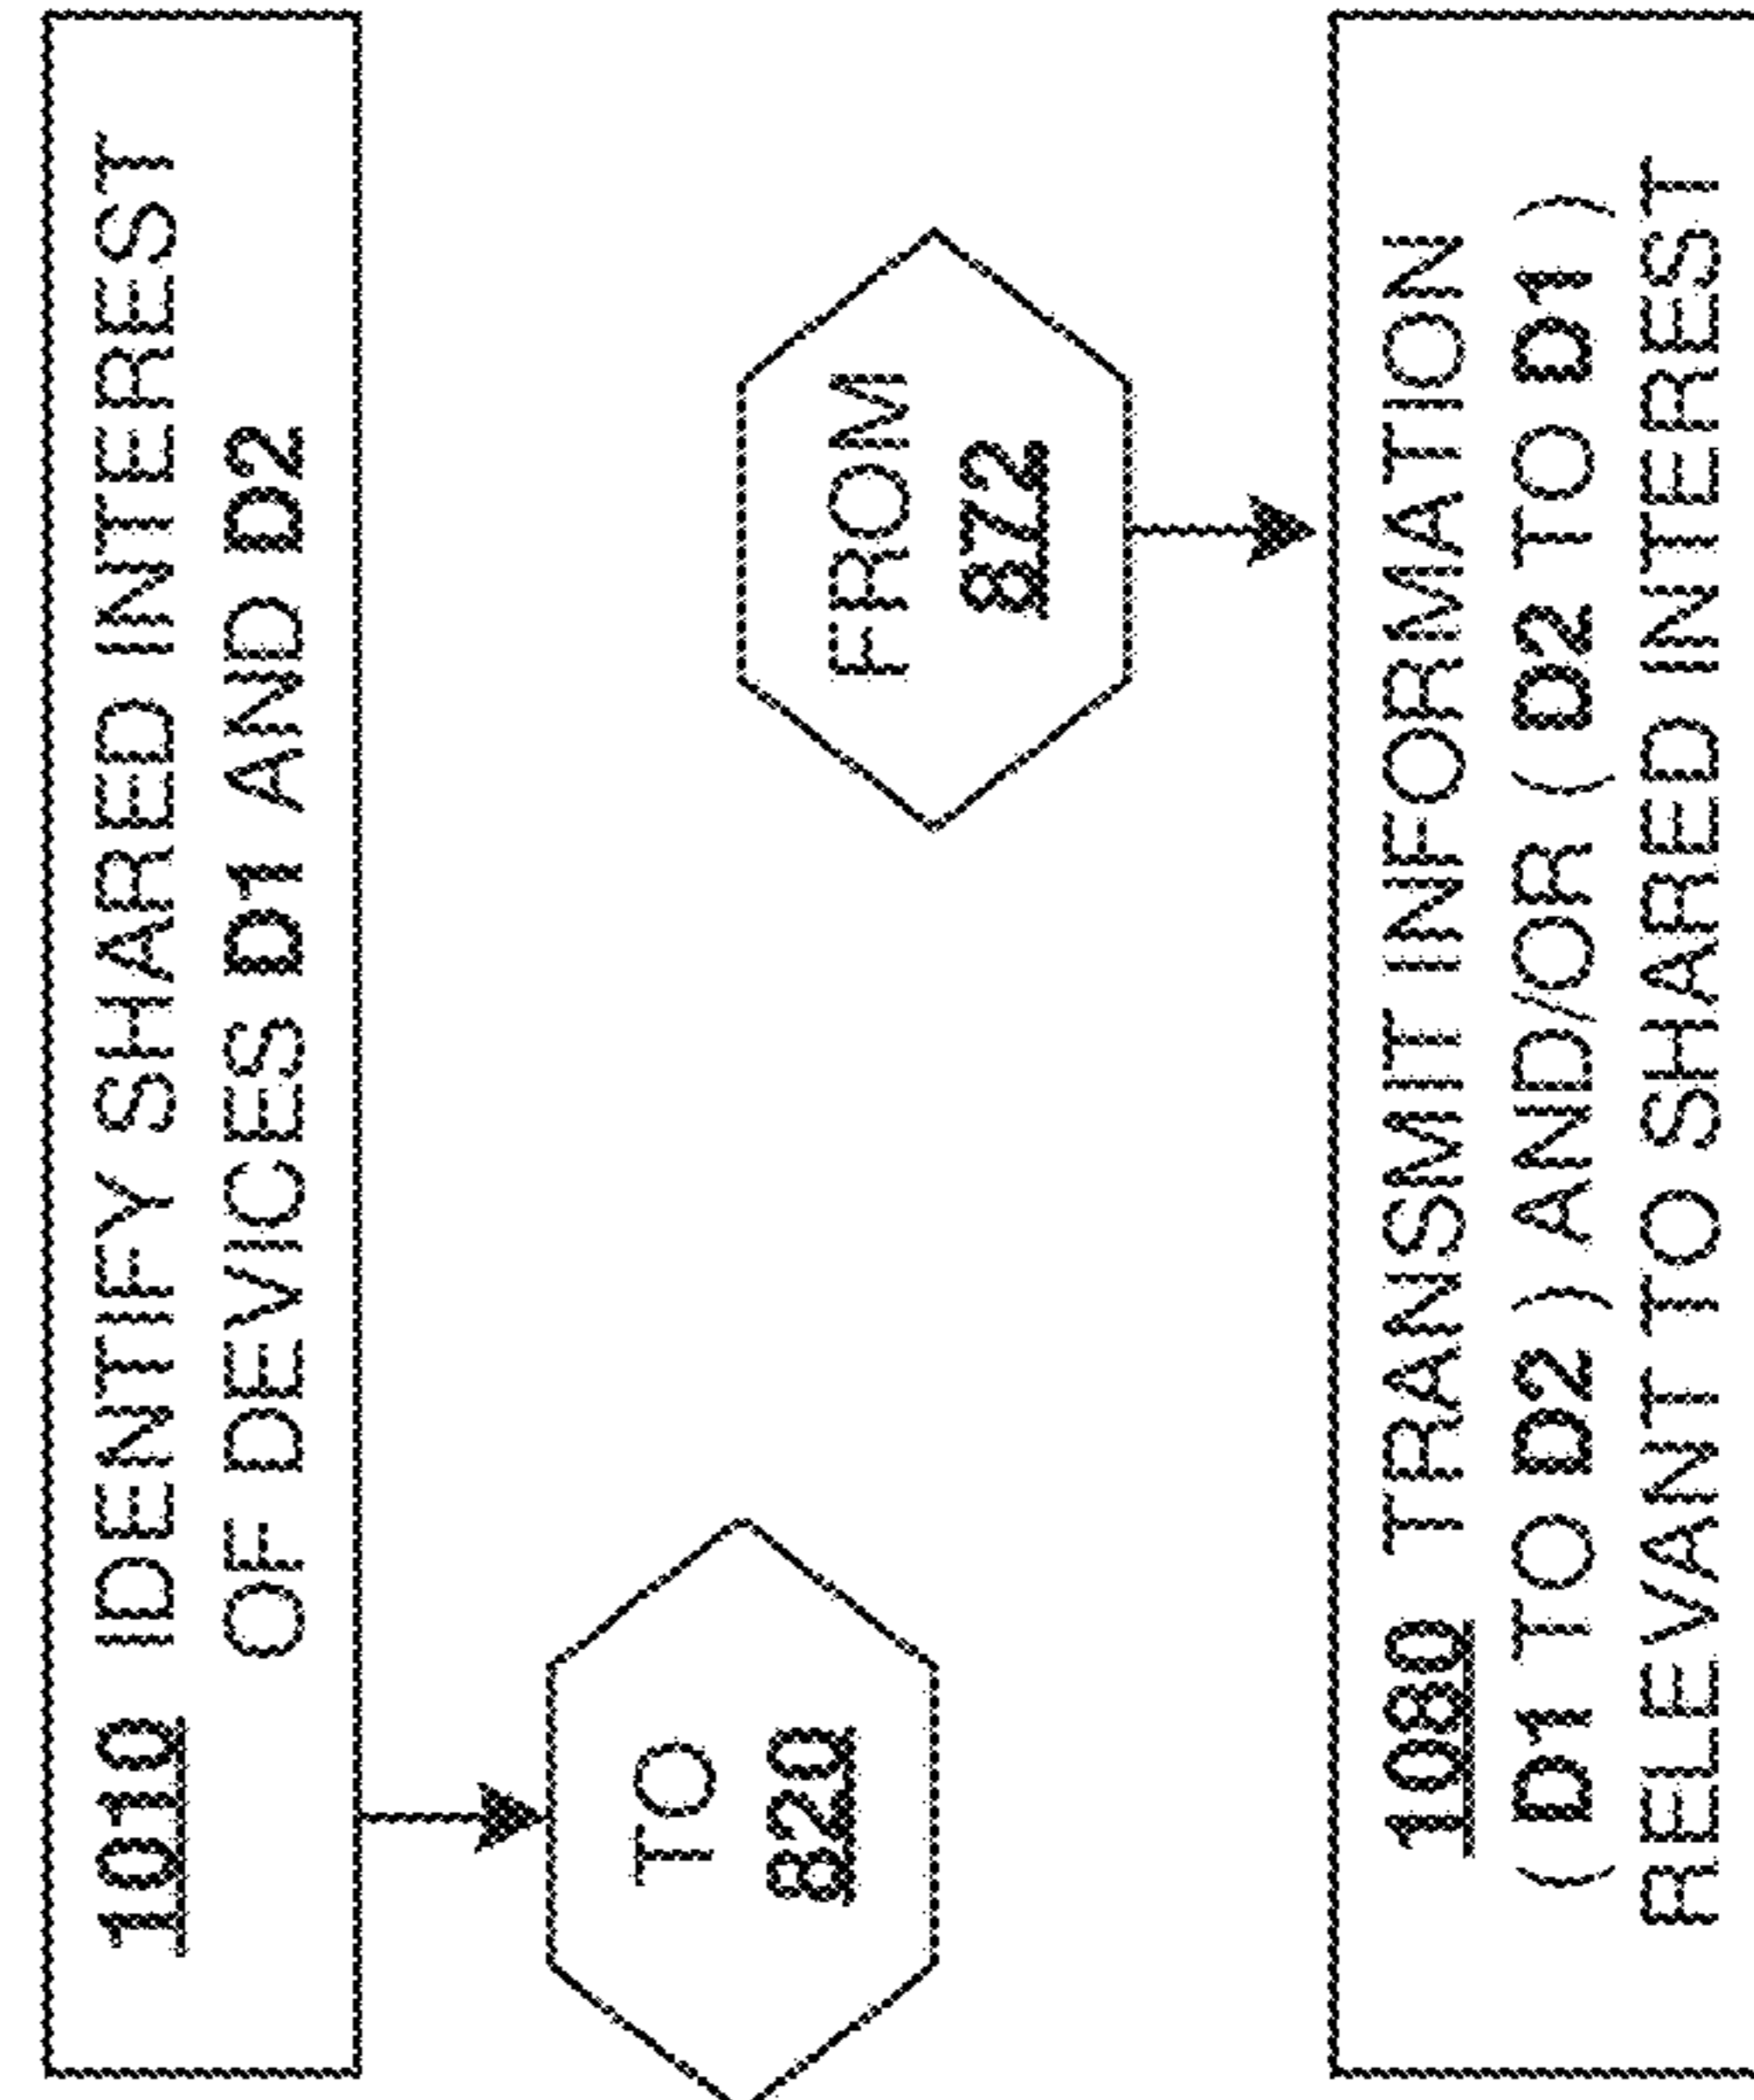 1010 IDENTIFY SHARED INTEREST
OF DEVICES D1 AND D2
TO
820
FROM
872
1080 TRANSMIT INFORMATION
( D1 TO D2 ) AND/OR ( D2 TO D1 )
RELEVANT TO SHARED INTEREST